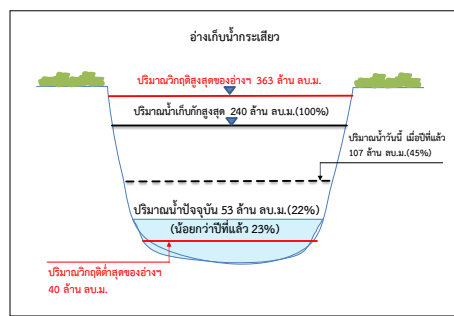 อ่างเก็บน้ำกระเสียว
ปริมาณวิกฤติสูงสุดของอ่างฯ 363 ล้าน ลบ.ม.
ปริมาณน้ำเก็บกักสูงสุด 240 ล้าน ลบ.ม.(100%)
ปริมาณน้ำวันนี้ เมื่อปีที่แล้ว
107 ล้าน ลบ.ม.(45%)
ปริมาณน้ำปัจจุบัน 53 ล้าน ลบ.ม.(22%)
(น้อยกว่าปีที่แล้ว 23%)
ปริมาณวิกฤติต่ำสุดของอ่างฯ
40 ล้าน ลบ.ม.